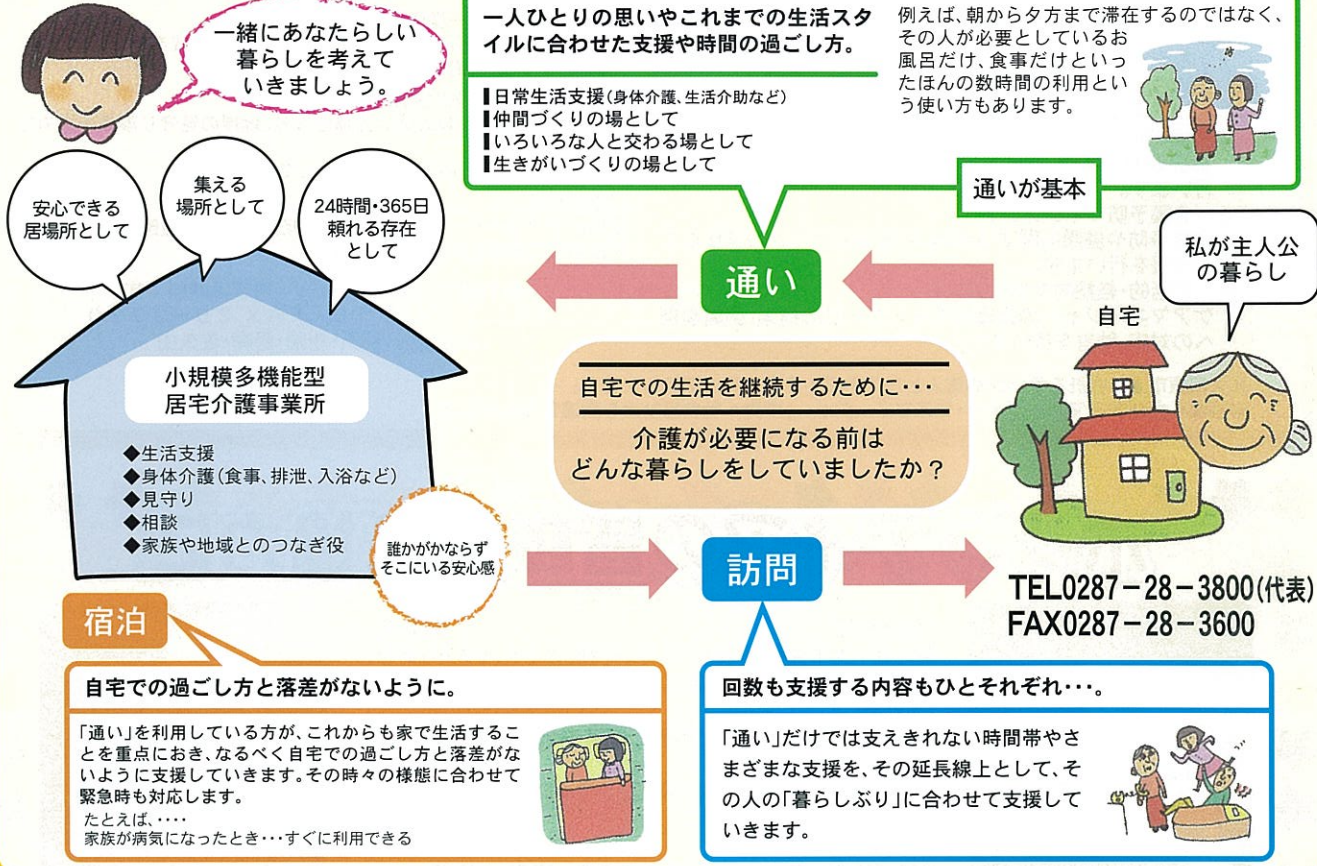 一緒にあなたらしい
暮らしを考えて
いきましょう。
一人ひとりの思いやこれまでの生活スタ
イルに合わせた支援や時間の過ごし方。
▌日常生活支援(身体介護、生活介助など)
▌仲間づくりの場として
▌いろいろな人と交わる場として
▌生きがいづくりの場として
例えば、朝から夕方まで滞在するのではなく、
その人が必要としているお
風呂だけ、食事だけといっ
たほんの数時間の利用とい
う使い方もあります。
通いが基本
安心できる
居場所として
集える
場所として
24時間・365日
頼れる存在
として
通い
私が主人公
の暮らし
自宅
小規模多機能型
居宅介護事業所
◆生活支援
◆身体介護(食事、排泄、入浴など)
◆見守り
◆相談
◆家族や地域とのつなぎ役
誰かがかならず
そこにいる安心感
自宅での生活を継続するために・・・
介護が必要になる前は
どんな暮らしをしていましたか？
訪問
TEL0287－28－3800(代表)
FAX0287－28－3600
宿泊
自宅での過ごし方と落差がないように。
「通い」を利用している方が、これからも家で生活するこ
とを重点におき、なるべく自宅での過ごし方と落差がな
いように支援していきます。その時々の様態に合わせて
緊急時も対応します。
たとえば、・・・・
家族が病気になったとき・・・すぐに利用できる
回数も支援する内容もひとそれぞれ・・・。
「通い」だけでは支えきれない時間帯やさ
まざまな支援を、その延長線上として、そ
の人の「暮らしぶり」に合わせて支援して
いきます。